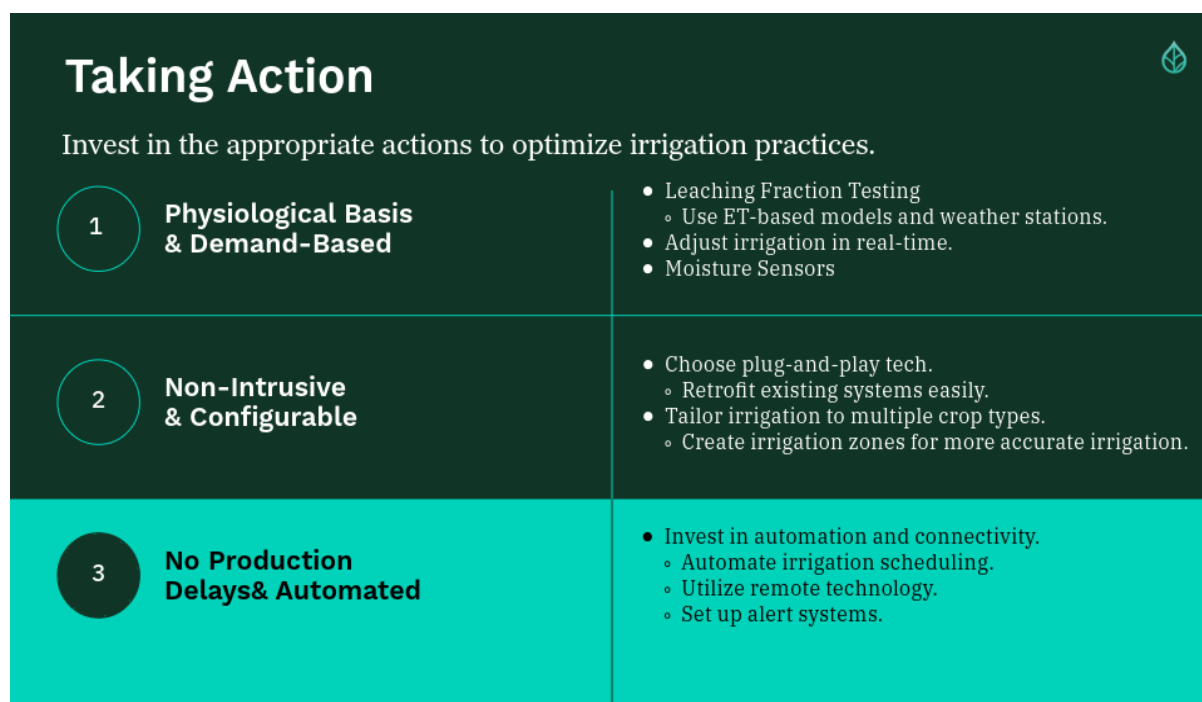 Taking Action
Invest in the appropriate actions to optimize irrigation practices.
1
Physiological Basis
& Demand-Based
● Leaching Fraction Testing
◦ Use ET-based models and weather stations.
● Adjust irrigation in real-time.
● Moisture Sensors
2
Non-Intrusive
& Configurable
● Choose plug-and-play tech.
◦ Retrofit existing systems easily.
● Tailor irrigation to multiple crop types.
◦ Create irrigation zones for more accurate irrigation.
3
No Production
Delays& Automated
● Invest in automation and connectivity.
◦ Automate irrigation scheduling.
◦ Utilize remote technology.
◦ Set up alert systems.